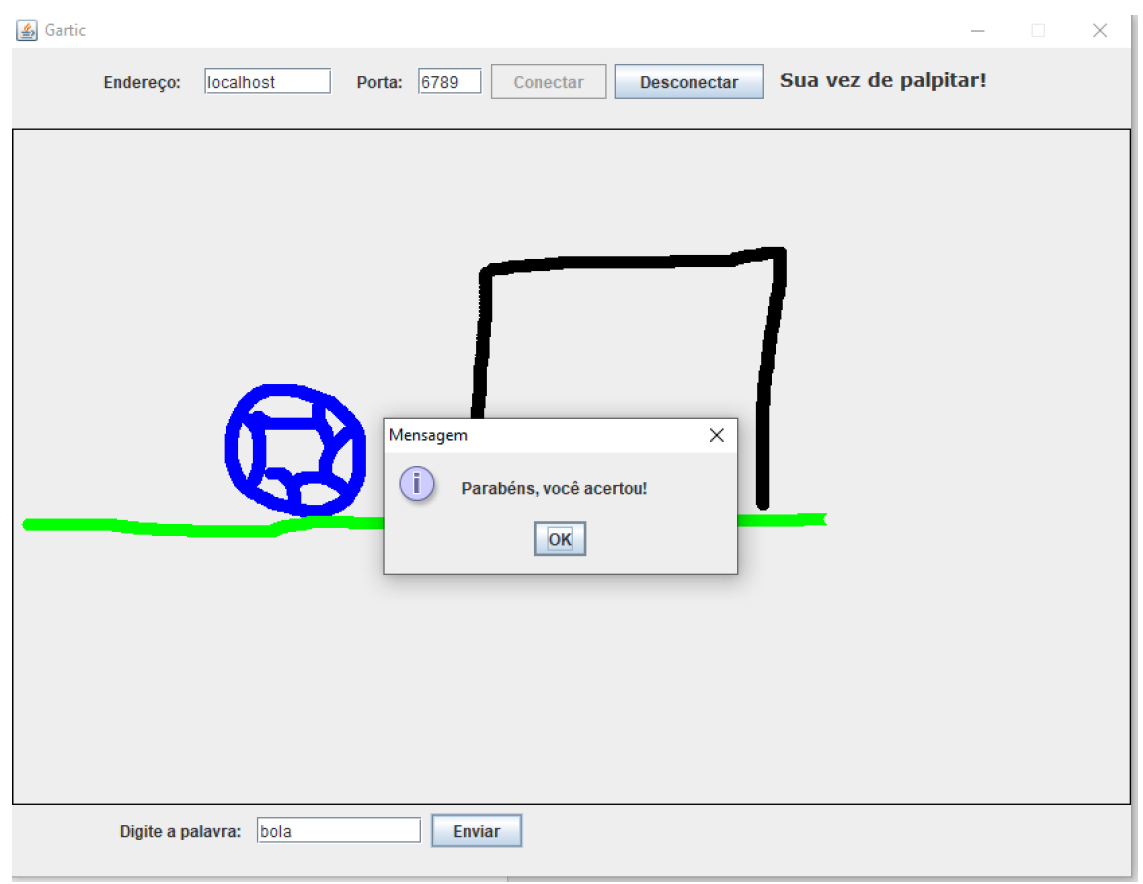 Gartic
Endereço: localhost Porta: 6789 Conectar Desconectar Sua vez de palpitar!
Mensagem
i Parabéns, você acertou!
OK
Digite a palavra: bola Enviar